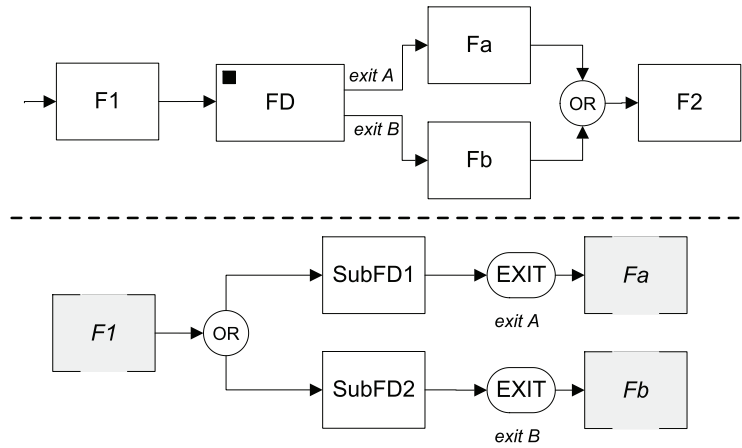 F1
FD
exit A
exit B
Fa
Fb
OR
F2
F1
OR
SubFD1
EXIT
exit A
Fa
SubFD2
EXIT
exit B
Fb